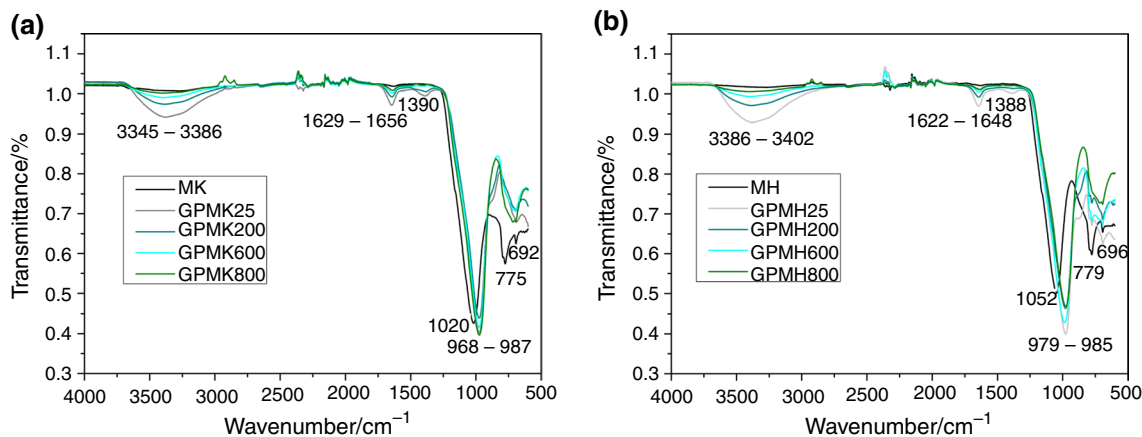 (a)
1.1
1.0
0.9
0.8
0.7
0.6
0.5
0.4
0.3
Transmittance/%
3345 – 3386
1629 – 1656
1390
MK
GPMK25
GPMK200
GPMK600
GPMK800
692
775
1020
968 – 987
4000 3500 3000 2500 2000 1500 1000 500
Wavenumber/cm⁻¹
(b)
1.1
1.0
0.9
0.8
0.7
0.6
0.5
0.4
0.3
Transmittance/%
3386 – 3402
1622 – 1648
1388
MH
GPMH25
GPMH200
GPMH600
GPMH800
696
779
1052
979 – 985
4000 3500 3000 2500 2000 1500 1000 500
Wavenumber/cm⁻¹